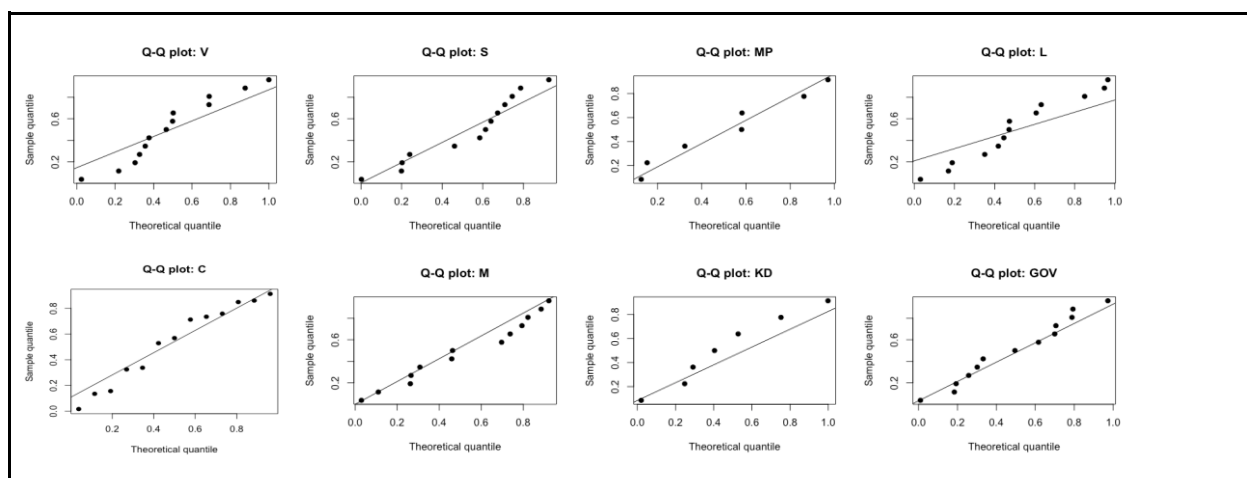 Q-Q plot: V
Sample quantile
0.2 0.6
0.0 0.2 0.4 0.6 0.8 1.0
Theoretical quantile
Q-Q plot: S
Sample quantile
0.2 0.6
0.0 0.2 0.4 0.6 0.8
Theoretical quantile
Q-Q plot: MP
Sample quantile
0.2 0.4 0.6 0.8
0.2 0.4 0.6 0.8 1.0
Theoretical quantile
Q-Q plot: L
Sample quantile
0.2 0.6
0.0 0.2 0.4 0.6 0.8 1.0
Theoretical quantile
Q-Q plot: C
Sample quantile
0.0 0.2 0.4 0.6 0.8
0.2 0.4 0.6 0.8
Theoretical quantile
Q-Q plot: M
Sample quantile
0.2 0.6
0.0 0.2 0.4 0.6 0.8
Theoretical quantile
Q-Q plot: KD
Sample quantile
0.2 0.4 0.6 0.8
0.0 0.2 0.4 0.6 0.8 1.0
Theoretical quantile
Q-Q plot: GOV
Sample quantile
0.2 0.6
0.0 0.2 0.4 0.6 0.8 1.0
Theoretical quantile